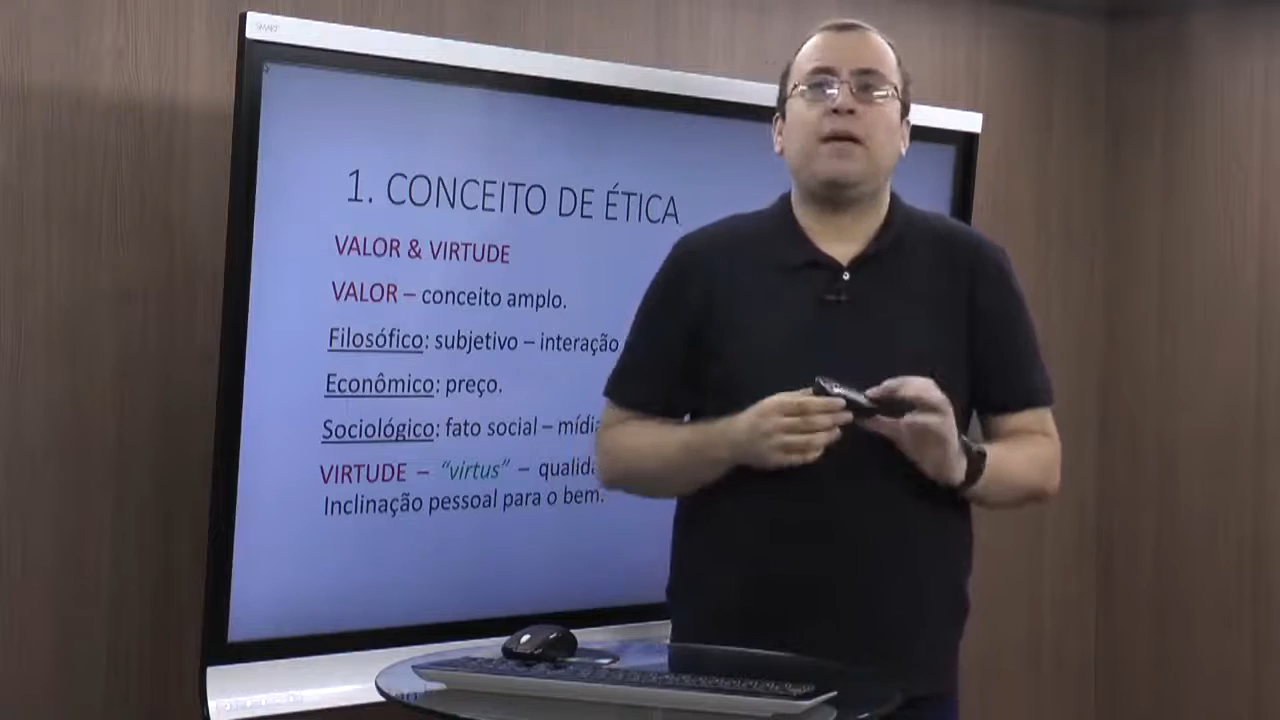 SMART
1. CONCEITO DE ÉTICA
VALOR & VIRTUDE
VALOR – conceito amplo.
Filosófico: subjetivo – interação
Econômico: preço.
Sociológico: fato social – mídia
VIRTUDE – “virtus” –
Inclinação pessoal para o bem.